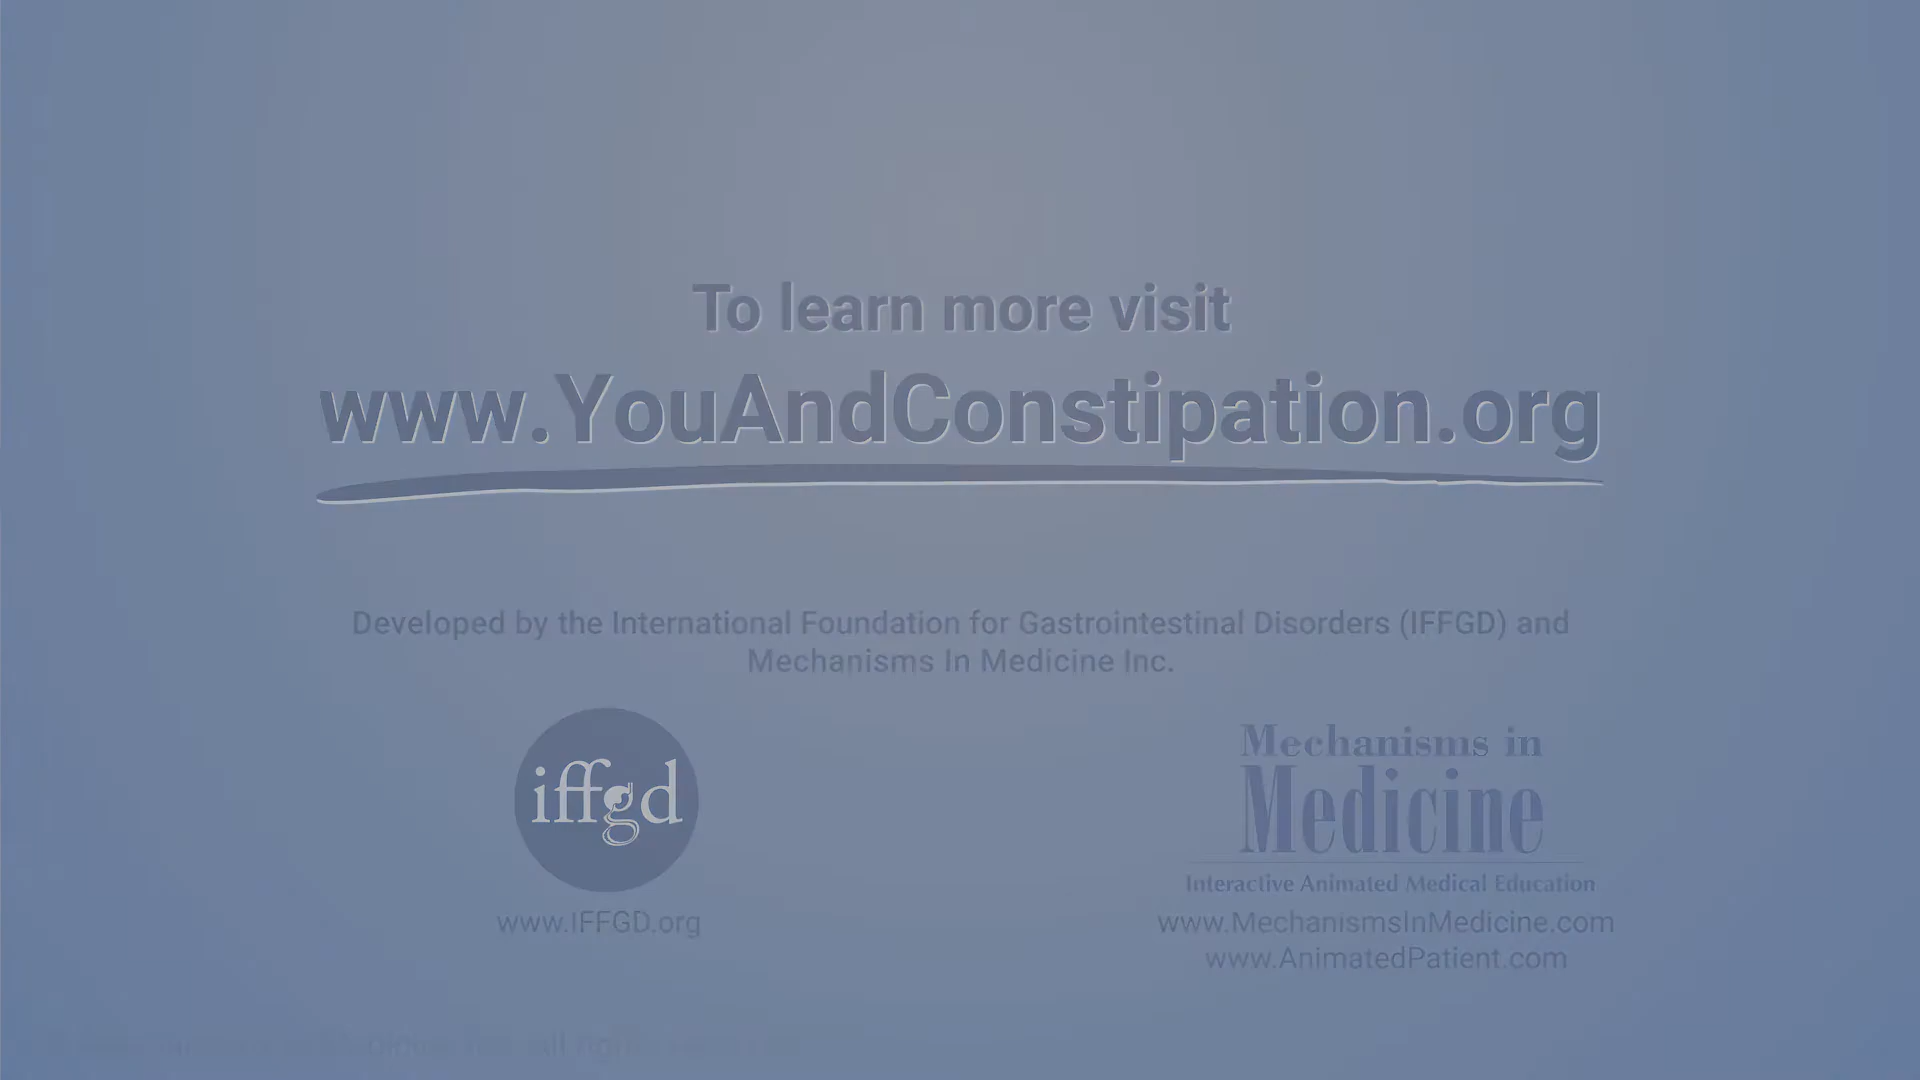 To learn more visit
www.YouAndConstipation.org
Developed by the International Foundation for Gastrointestinal Disorders (IFFGD) and
Mechanisms In Medicine Inc.
iffgd
www.IFFGD.org
Mechanisms in
Medicine
Interactive Animated Medical Education
www.MechanismsInMedicine.com
www.AnimatedPatient.com